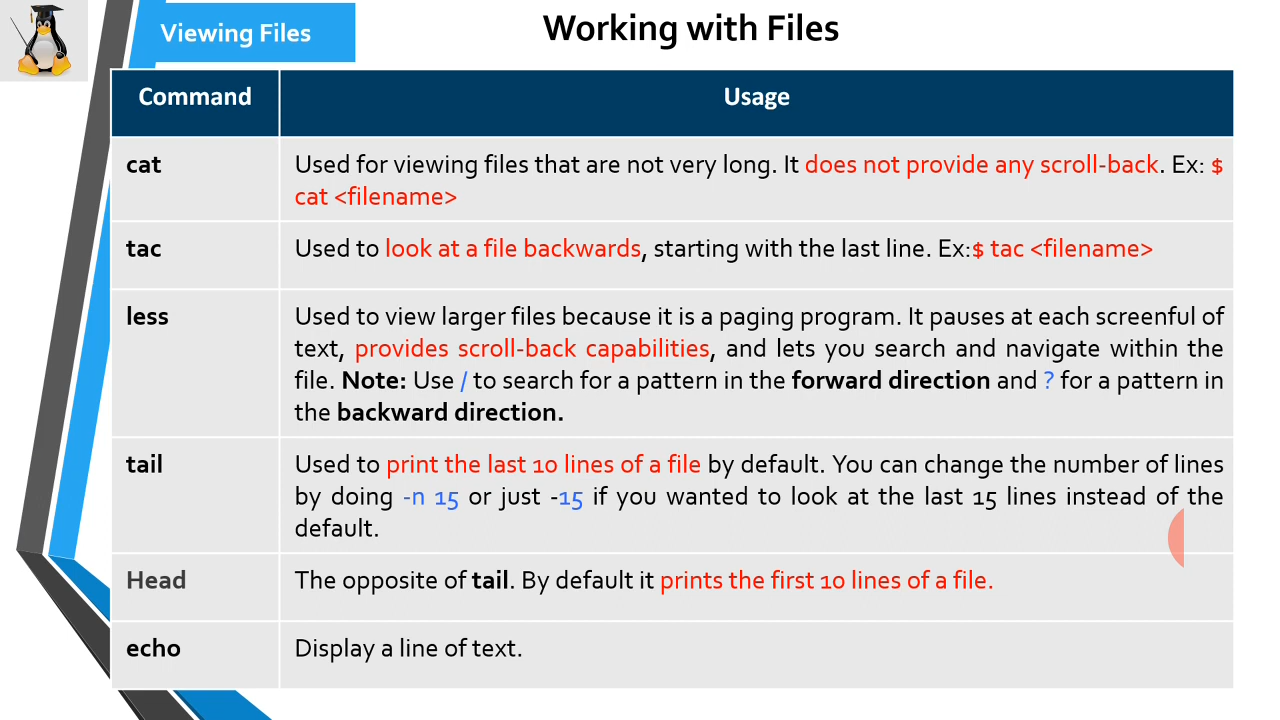 Viewing Files
Working with Files
Command
Usage
cat
Used for viewing files that are not very long. It does not provide any scroll-back. Ex: $
cat <filename>
tac
Used to look at a file backwards, starting with the last line. Ex:$ tac <filename>
less
Used to view larger files because it is a paging program. It pauses at each screenful of
text, provides scroll-back capabilities, and lets you search and navigate within the
file. Note: Use / to search for a pattern in the forward direction and ? for a pattern in
the backward direction.
tail
Used to print the last 10 lines of a file by default. You can change the number of lines
by doing -n 15 or just -15 if you wanted to look at the last 15 lines instead of the
default.
Head
The opposite of tail. By default it prints the first 10 lines of a file.
echo
Display a line of text.